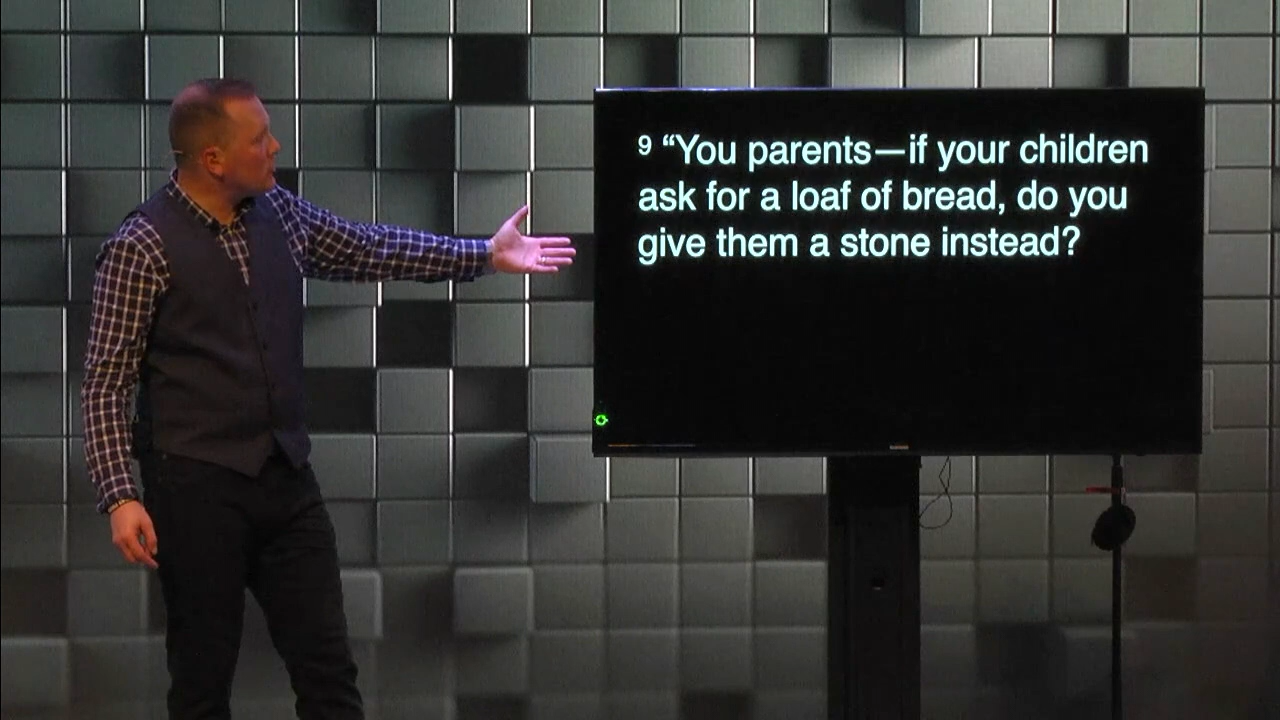 9 “You parents—if your children
ask for a loaf of bread, do you
give them a stone instead?